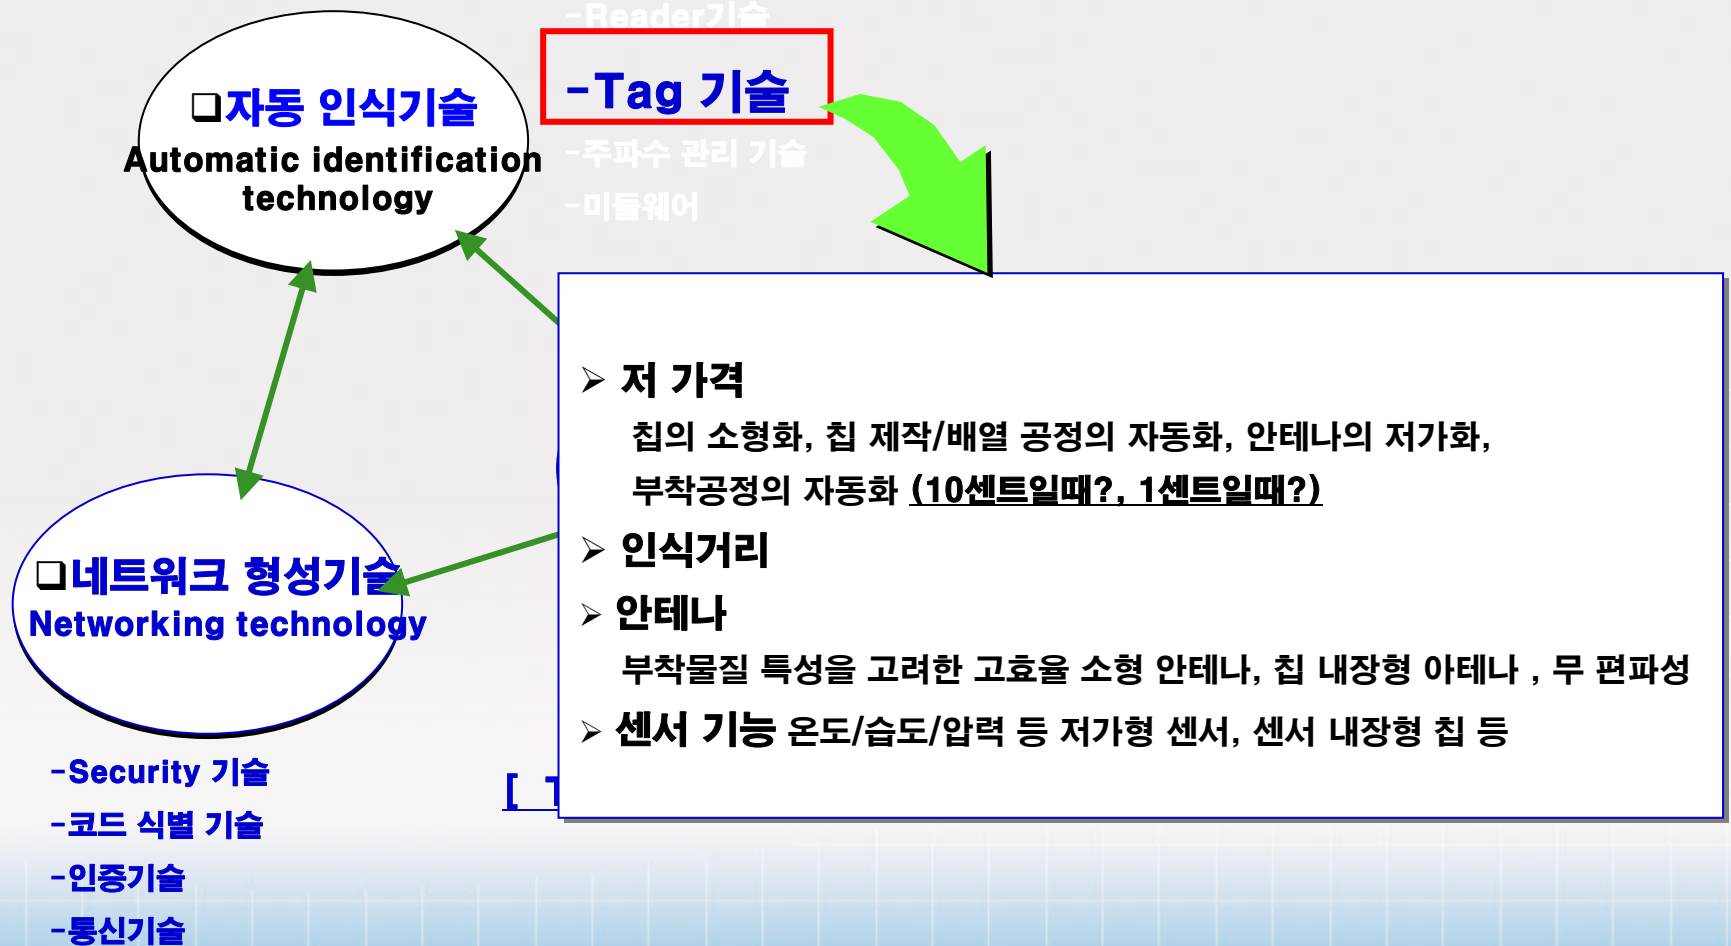 -Reader기술
-Tag 기술
-주파수 관리 기술
-미들웨어
❑자동 인식기술
Automatic identification
technology
➢ 저 가격
칩의 소형화, 칩 제작/배열 공정의 자동화, 안테나의 저가화,
부착공정의 자동화 (10센트일때?, 1센트일때?)
➢ 인식거리
➢ 안테나
부착물질 특성을 고려한 고효율 소형 안테나, 칩 내장형 아테나 , 무 편파성
➢ 센서 기능 온도/습도/압력 등 저가형 센서, 센서 내장형 칩 등
❑네트워크 형성기술
Networking technology
-Security 기술
-코드 식별 기술
-인증기술
-통신기술
[